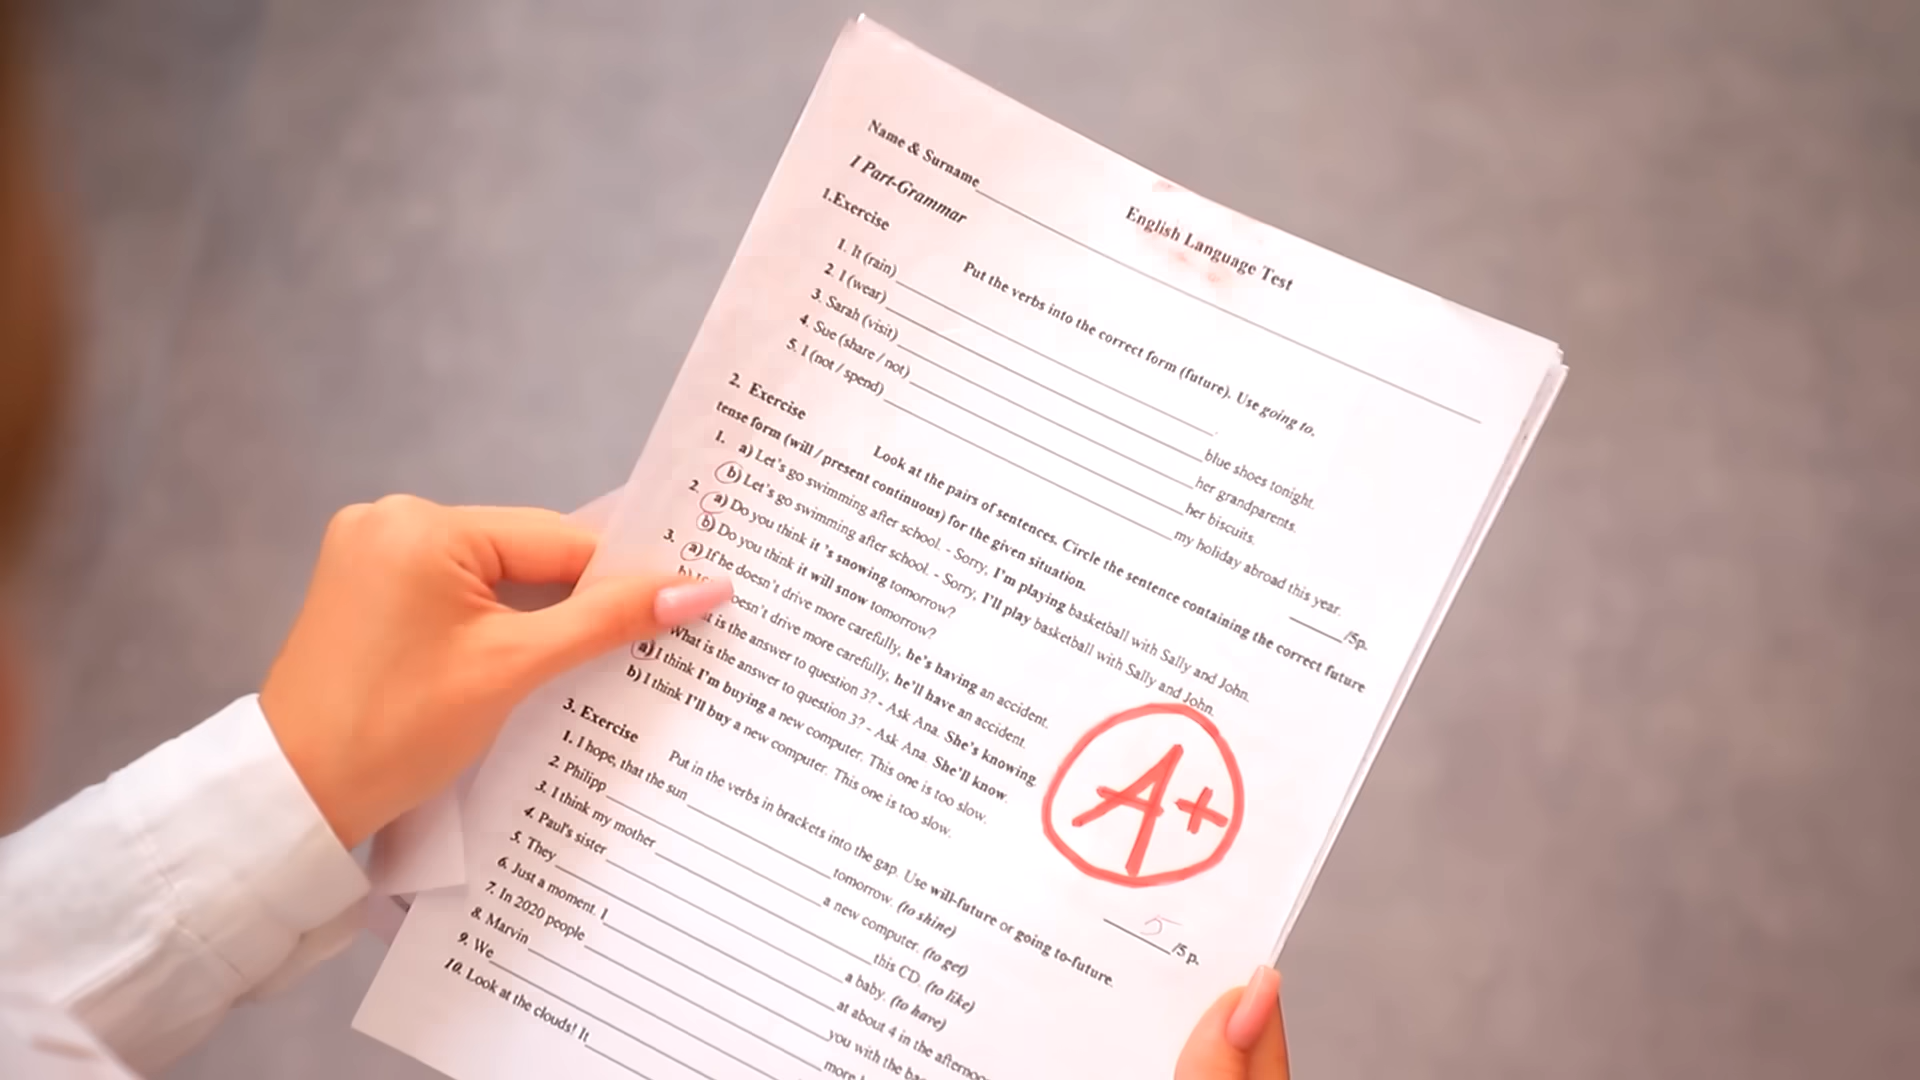 Name & Surname
English Language Test
I Part-Grammar
1.Exercise
Put the verbs into the correct form (future). Use going to.
1. It (rain) .
2. I (wear) blue shoes tonight.
3. Sarah (visit) her grandparents.
4. Sue (share / not) her biscuits.
5. I (not / spend) my holiday abroad this year.
/5p.
2. Exercise
Look at the pairs of sentences. Circle the sentence containing the correct future
tense form (will / present continuous) for the given situation.
1. a) Let's go swimming after school. - Sorry, I'm playing basketball with Sally and John.
b) Let's go swimming after school. - Sorry, I'll play basketball with Sally and John.
2. a) Do you think it 's snowing tomorrow?
b) Do you think it will snow tomorrow?
3. a) If he doesn't drive more carefully, he's having an accident.
b) doesn't drive more carefully, he'll have an accident.
is the answer to question 3? - Ask Ana. She's knowing
What is the answer to question 3? - Ask Ana. She'll know.
a) I think I'm buying a new computer. This one is too slow.
b) I think I'll buy a new computer. This one is too slow.
A+
5 /5 p.
3. Exercise
Put in the verbs in brackets into the gap. Use will-future or going to-future.
1. I hope, that the sun tomorrow. (to shine)
2. Philipp a new computer. (to get)
3. I think my mother this CD. (to like)
4. Paul's sister a baby. (to have)
5. They at about 4 in the afternoo
6. Just a moment. I you with the ba
7. In 2020 people more
8. Marvin
9. We
10. Look at the clouds! It